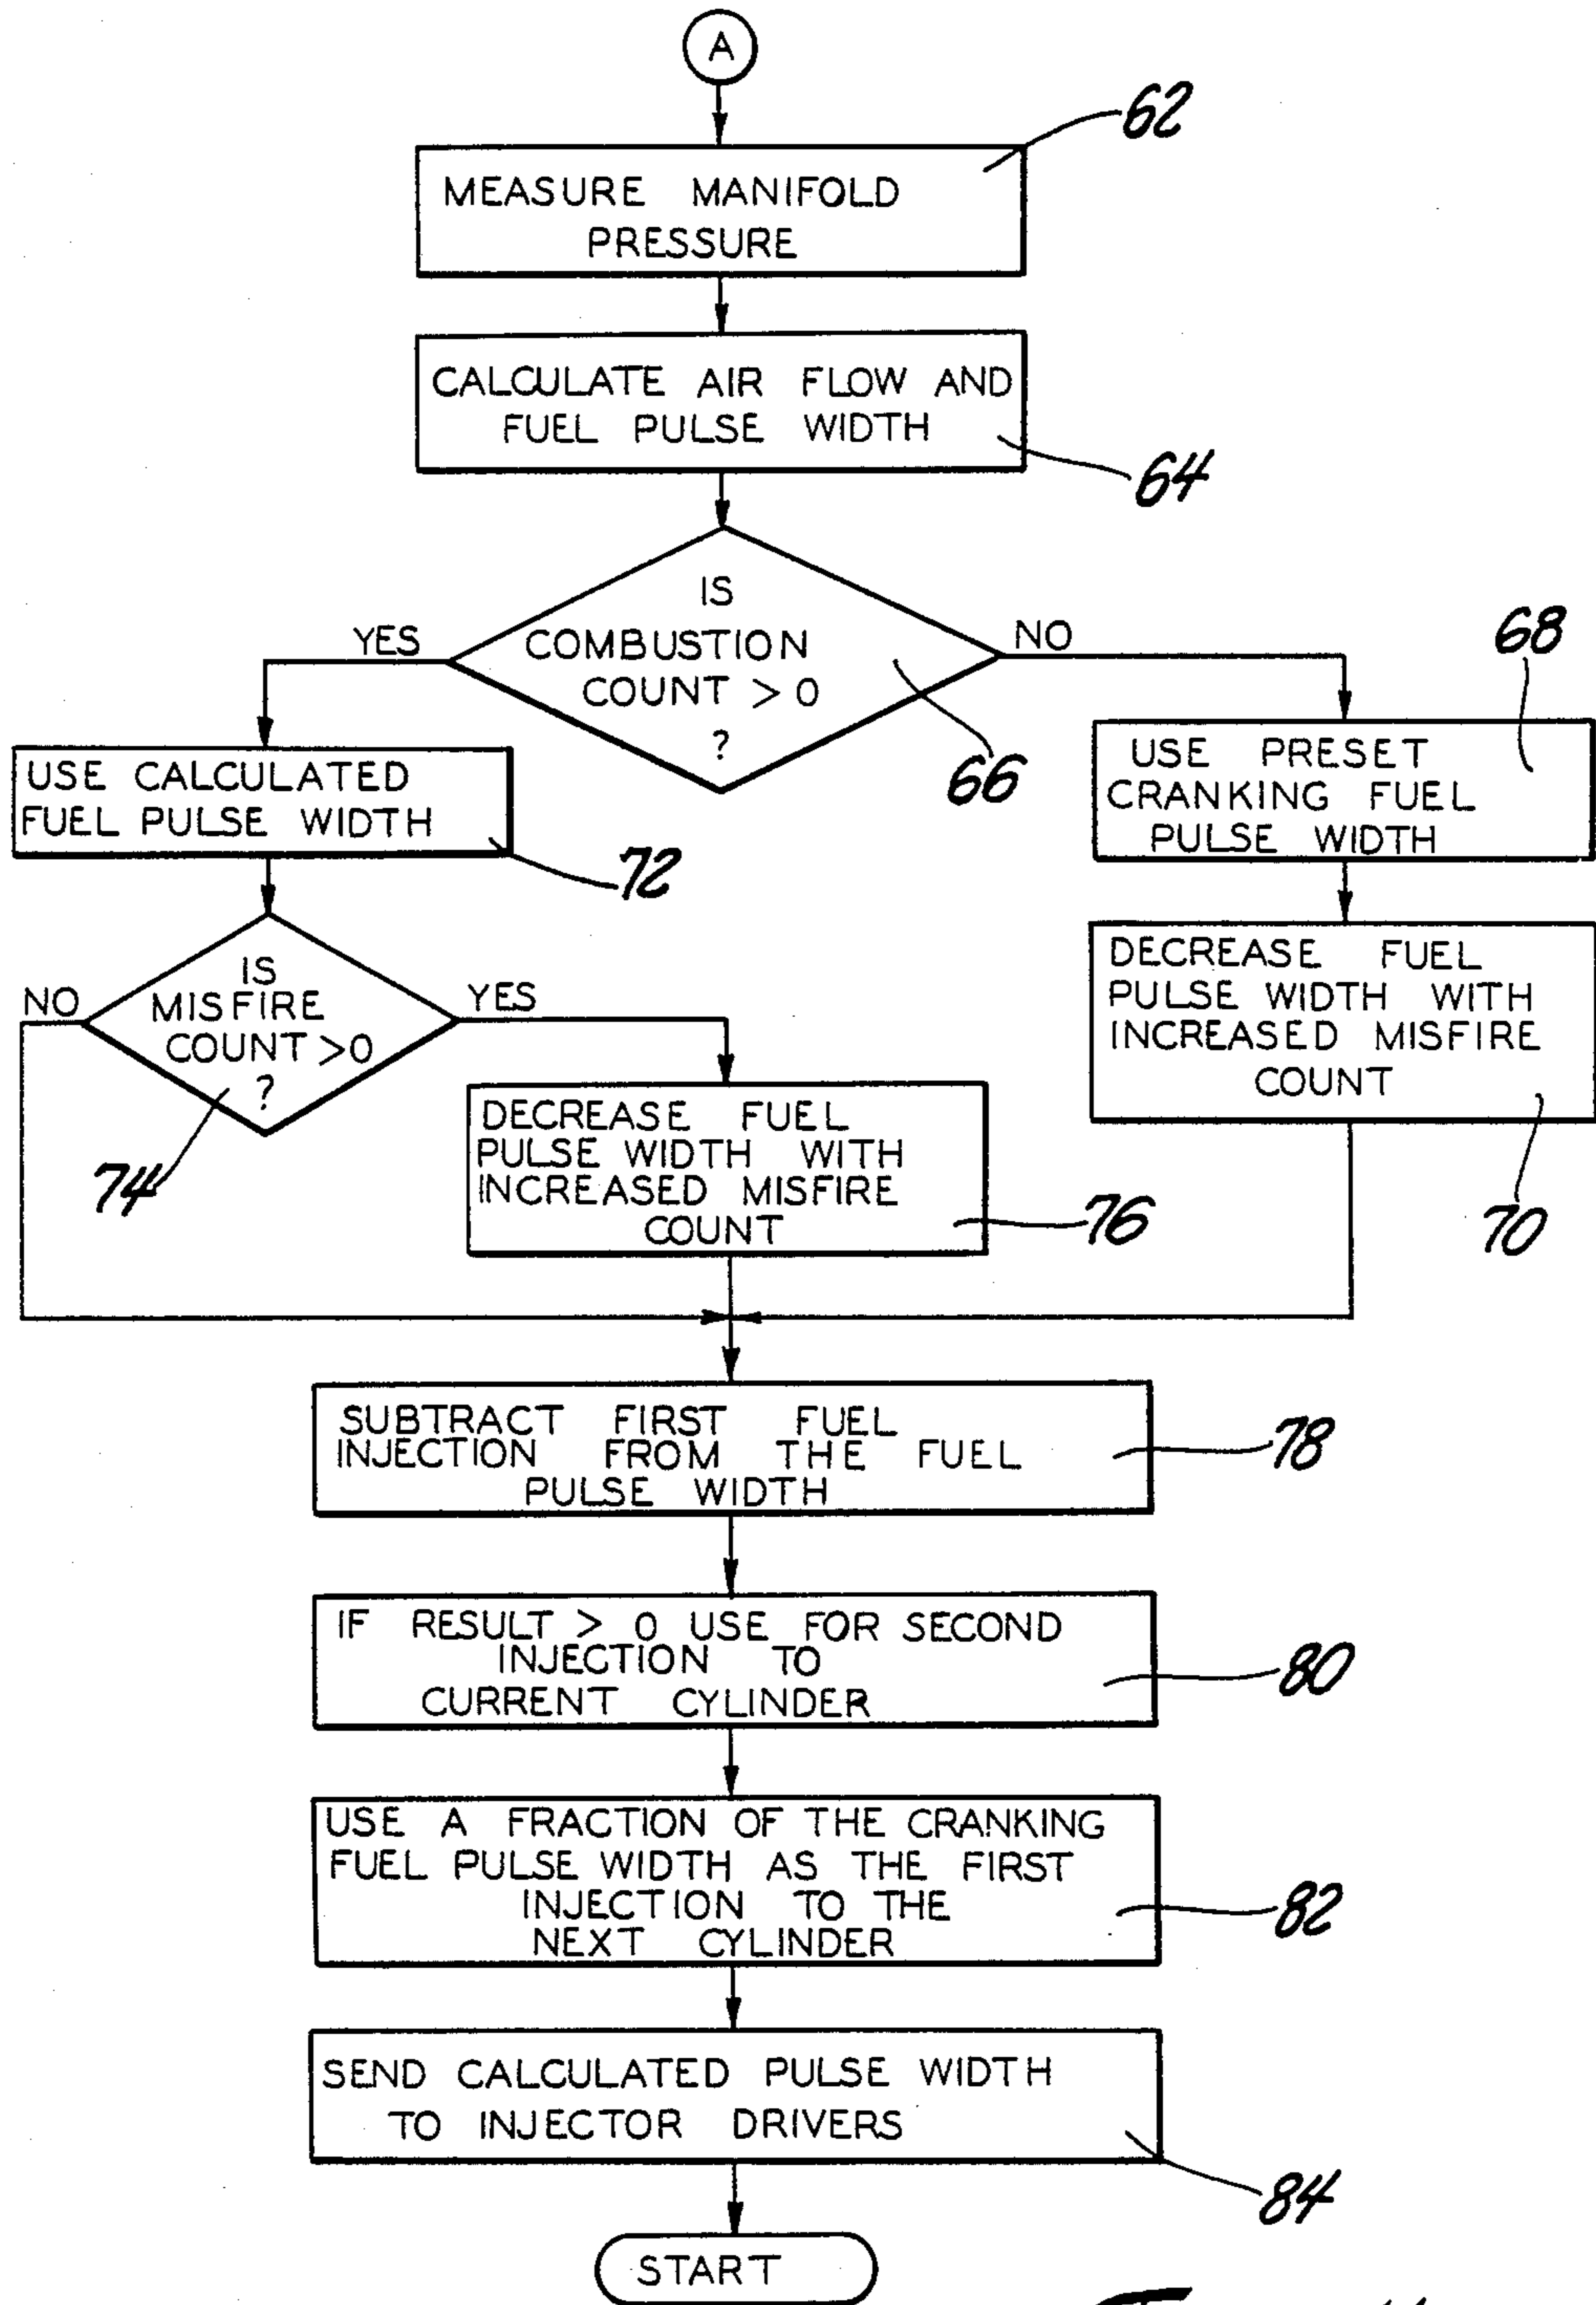 A
62
MEASURE MANIFOLD
PRESSURE
CALCULATE AIR FLOW AND
FUEL PULSE WIDTH
64
IS
COMBUSTION
COUNT > 0
?
YES
NO
66
68
USE PRESET
CRANKING FUEL
PULSE WIDTH
USE CALCULATED
FUEL PULSE WIDTH
72
DECREASE FUEL
PULSE WIDTH WITH
INCREASED MISFIRE
COUNT
70
IS
MISFIRE
COUNT >0
?
NO
YES
74
DECREASE FUEL
PULSE WIDTH WITH
INCREASED MISFIRE
COUNT
76
SUBTRACT FIRST FUEL
INJECTION FROM THE FUEL
PULSE WIDTH
78
IF RESULT > 0 USE FOR SECOND
INJECTION TO
CURRENT CYLINDER
80
USE A FRACTION OF THE CRANKING
FUEL PULSE WIDTH AS THE FIRST
INJECTION TO THE
NEXT CYLINDER
82
SEND CALCULATED PULSE WIDTH
TO INJECTOR DRIVERS
84
START